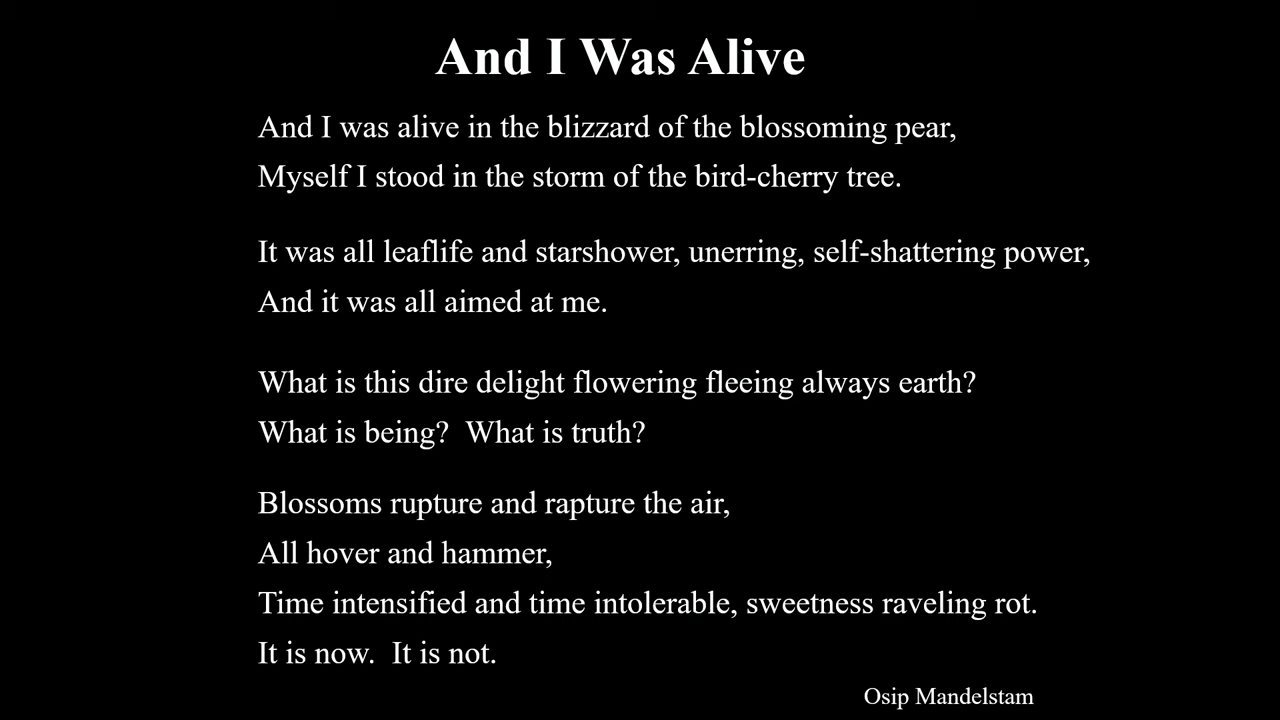 And I Was Alive
And I was alive in the blizzard of the blossoming pear,
Myself I stood in the storm of the bird-cherry tree.
It was all leaflife and starshower, unerring, self-shattering power,
And it was all aimed at me.
What is this dire delight flowering fleeing always earth?
What is being?  What is truth?
Blossoms rupture and rapture the air,
All hover and hammer,
Time intensified and time intolerable, sweetness raveling rot.
It is now.  It is not.
Osip Mandelstam